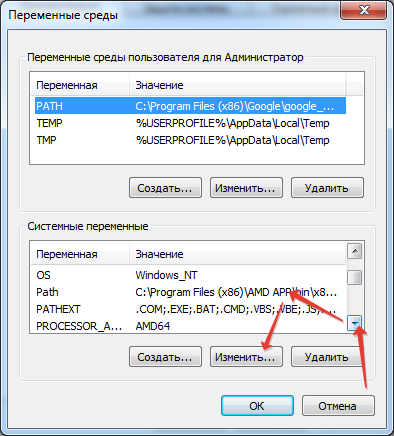 Переменные среды
Переменные среды пользователя для Администратор
Переменная Значение
PATH C:\Program Files (x86)\Google\google_...
TEMP %USERPROFILE%\AppData\Local\Temp
TMP %USERPROFILE%\AppData\Local\Temp
Создать... Изменить... Удалить
Системные переменные
Переменная Значение
OS Windows_NT
Path C:\Program Files (x86)\AMD APP\bin\x8...
PATHEXT .COM;.EXE;.BAT;.CMD;.VBS;.VBE;.JS;...
PROCESSOR_A... AMD64
Создать... Изменить... Удалить
OK Отмена